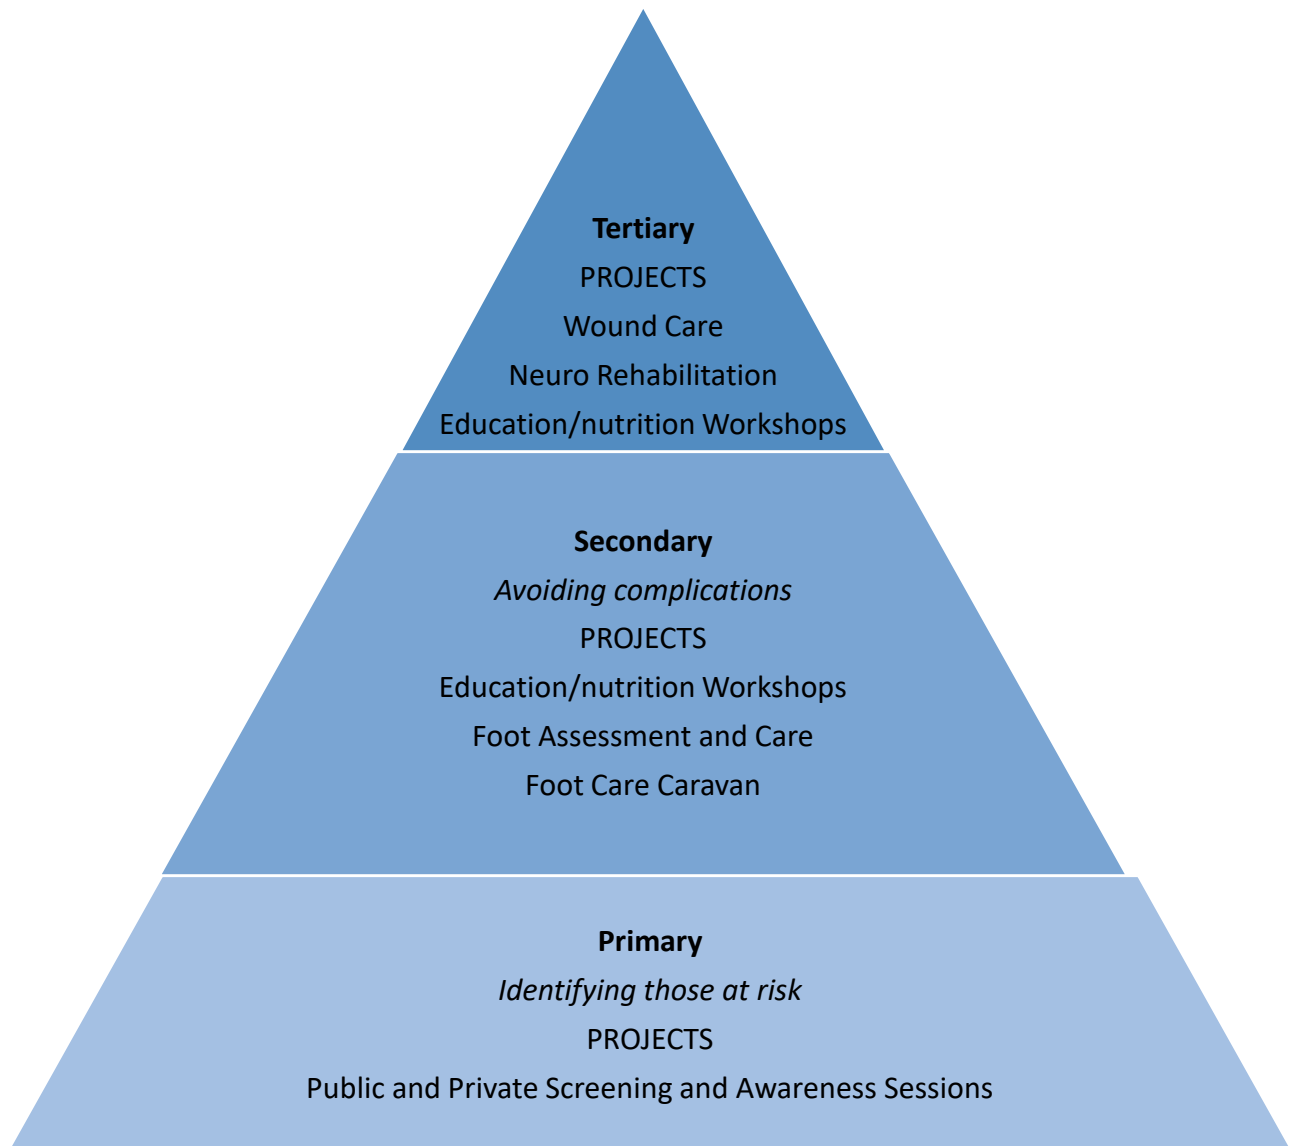 Tertiary
PROJECTS
Wound Care
Neuro Rehabilitation
Education/nutrition Workshops
Secondary
Avoiding complications
PROJECTS
Education/nutrition Workshops
Foot Assessment and Care
Foot Care Caravan
Primary
Identifying those at risk
PROJECTS
Public and Private Screening and Awareness Sessions